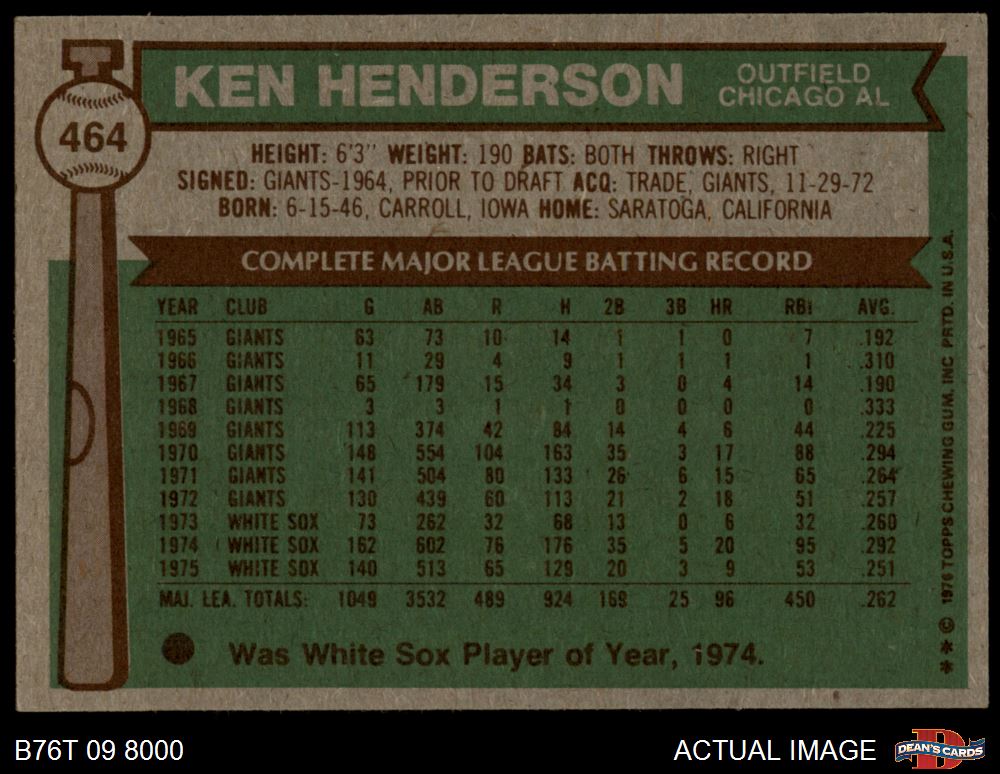 464
KEN HENDERSON
OUTFIELD
CHICAGO AL
HEIGHT: 6'3" WEIGHT: 190 BATS: BOTH THROWS: RIGHT
SIGNED: GIANTS-1964, PRIOR TO DRAFT ACQ: TRADE, GIANTS, 11-29-72
BORN: 6-15-46, CARROLL, IOWA HOME: SARATOGA, CALIFORNIA
COMPLETE MAJOR LEAGUE BATTING RECORD
YEAR CLUB G AB R H 2B 3B HR RBI AVG.
1965 GIANTS 63 73 10 14 1 1 0 7 .192
1966 GIANTS 11 29 4 9 1 1 1 1 .310
1967 GIANTS 65 179 15 34 3 0 4 14 .190
1968 GIANTS 3 3 1 1 0 0 0 0 .333
1969 GIANTS 113 374 42 84 14 4 6 44 .225
1970 GIANTS 148 554 104 163 35 3 17 88 .294
1971 GIANTS 141 504 80 133 26 6 15 65 .264
1972 GIANTS 130 439 60 113 21 2 18 51 .257
1973 WHITE SOX 73 262 32 68 13 0 6 32 .260
1974 WHITE SOX 162 602 76 176 35 5 20 95 .292
1975 WHITE SOX 140 513 65 129 20 3 9 53 .251
MAJ. LEA. TOTALS: 1049 3532 489 924 169 25 96 450 .262
Was White Sox Player of Year, 1974.
* * © 1976 TOPPS CHEWING GUM, INC. PRTD. IN U.S.A.
B76T 09 8000
ACTUAL IMAGE
DEAN'S CARDS